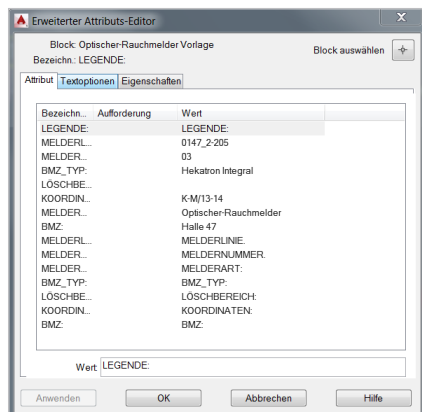 Erweiterter Attributs-Editor
Block: Optischer-Rauchmelder Vorlage
Bezeichn.: LEGENDE:
Block auswählen
Attribut Textoptionen Eigenschaften
Bezeichn... Aufforderung Wert
LEGENDE: LEGENDE:
MELDERL... 0147_2-205
MELDER... 03
BMZ_TYP: Hekatron Integral
LÖSCHBE...
KOORDIN... K-M/13-14
MELDER... Optischer-Rauchmelder
BMZ: Halle 47
MELDERL... MELDERLINIE.
MELDER... MELDERNUMMER.
MELDER... MELDERART:
BMZ_TYP: BMZ_TYP:
LÖSCHBE... LÖSCHBEREICH:
KOORDIN... KOORDINATEN:
BMZ: BMZ:
Wert: LEGENDE:
Anwenden OK Abbrechen Hilfe